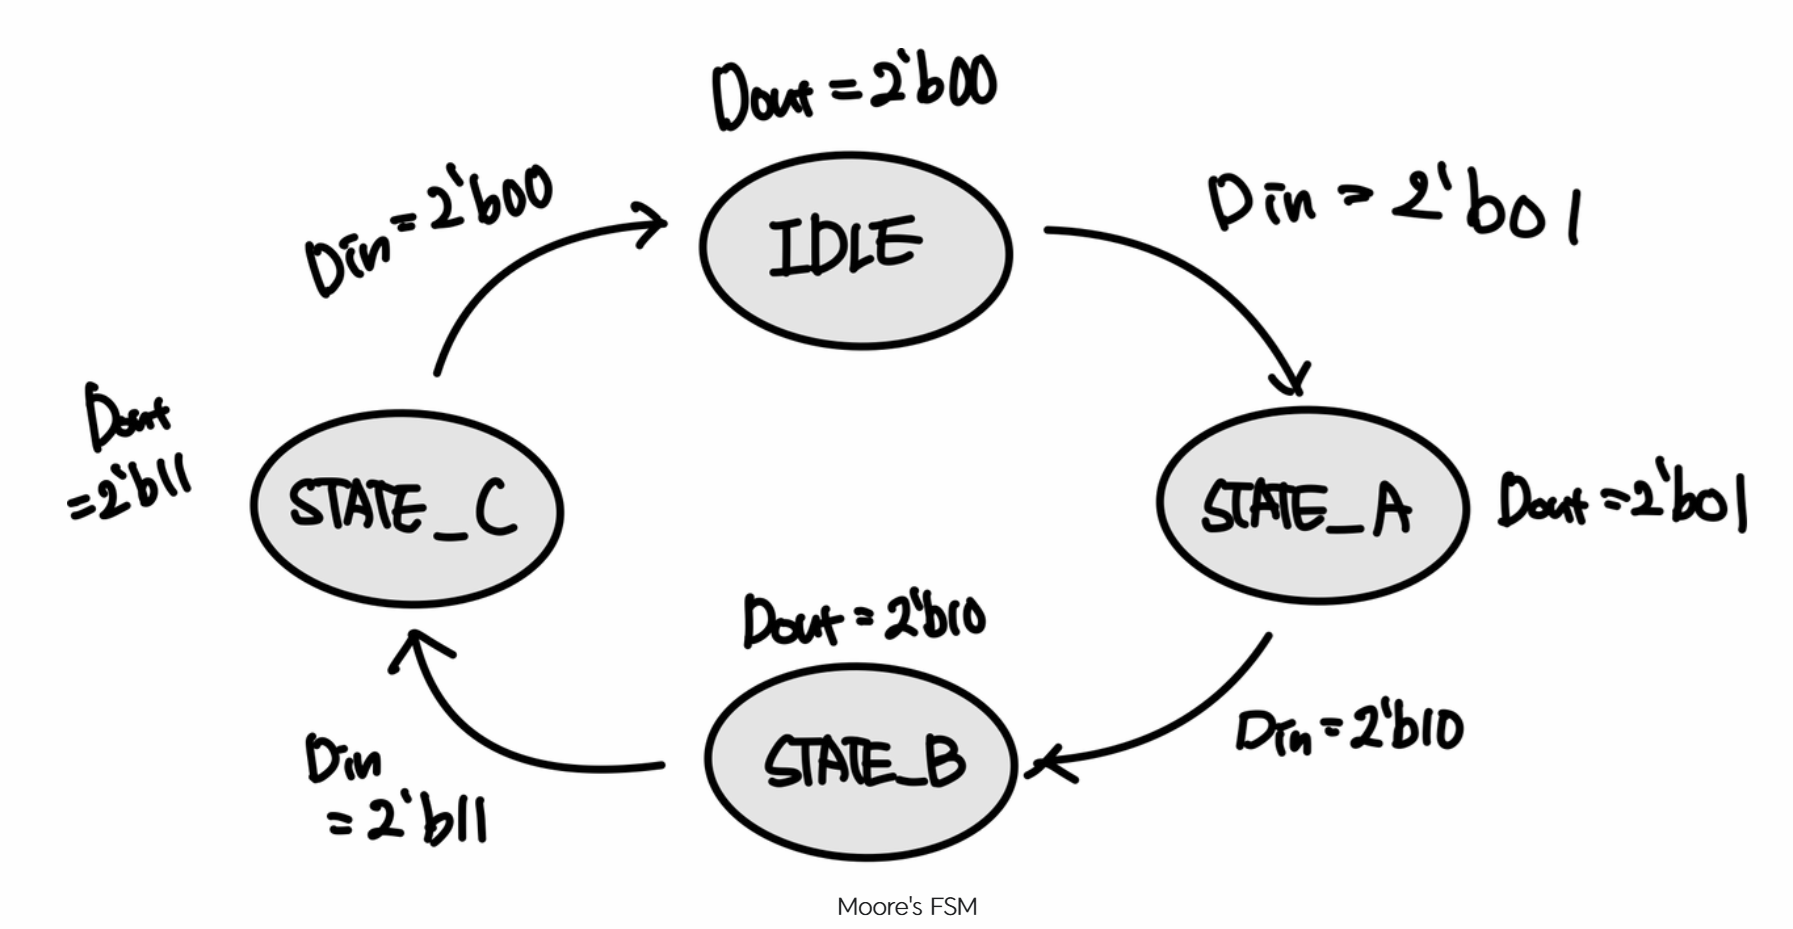 Dout = 2'b00
Din = 2'b00
IDLE
Din = 2'b01
Dout
= 2'b11
STATE_C
STATE_A
Dout = 2'b01
Dout = 2'b10
STATE_B
Din = 2'b10
Din
= 2'b11
Moore's FSM